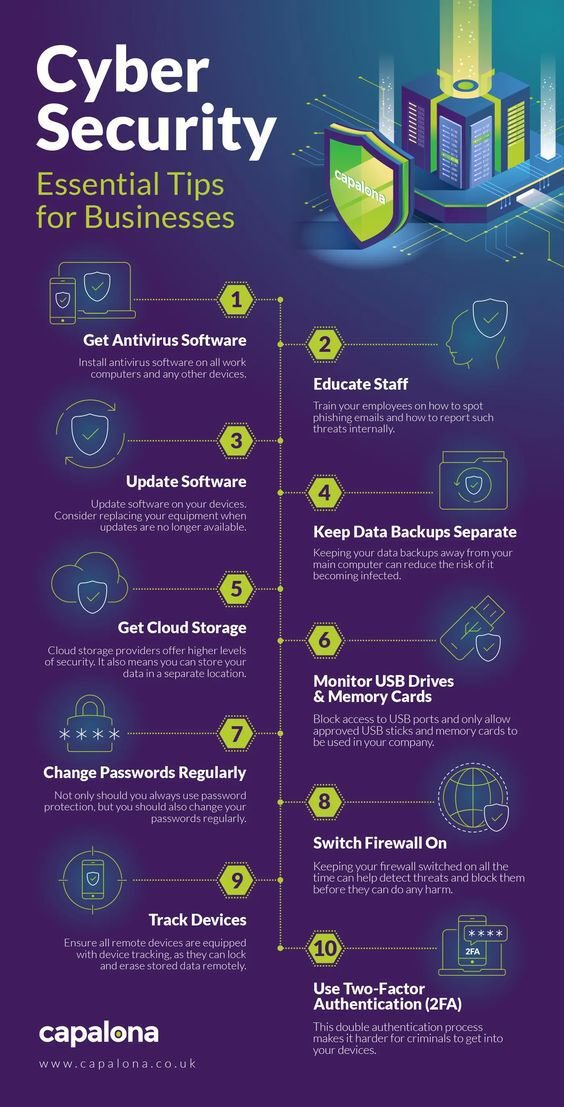 Cyber
Security
Essential Tips
for Businesses
capalona
1
Get Antivirus Software
Install antivirus software on all work
computers and any other devices.
2
Educate Staff
Train your employees on how to spot
phishing emails and how to report such
threats internally.
3
Update Software
Update software on your devices.
Consider replacing your equipment when
updates are no longer available.
4
Keep Data Backups Separate
Keeping your data backups away from your
main computer can reduce the risk of it
becoming infected.
5
Get Cloud Storage
Cloud storage providers offer higher levels
of security. It also means you can store your
data in a separate location.
6
Monitor USB Drives
& Memory Cards
Block access to USB ports and only allow
approved USB sticks and memory cards to
be used in your company.
****
7
Change Passwords Regularly
Not only should you always use password
protection, but you should also change your
passwords regularly.
8
Switch Firewall On
Keeping your firewall switched on all the
time can help detect threats and block them
before they can do any harm.
9
Track Devices
Ensure all remote devices are equipped
with device tracking, as they can lock
and erase stored data remotely.
10
****
2FA
Use Two-Factor
Authentication (2FA)
This double authentication process
makes it harder for criminals to get into
your devices.
capalona
www.capalona.co.uk